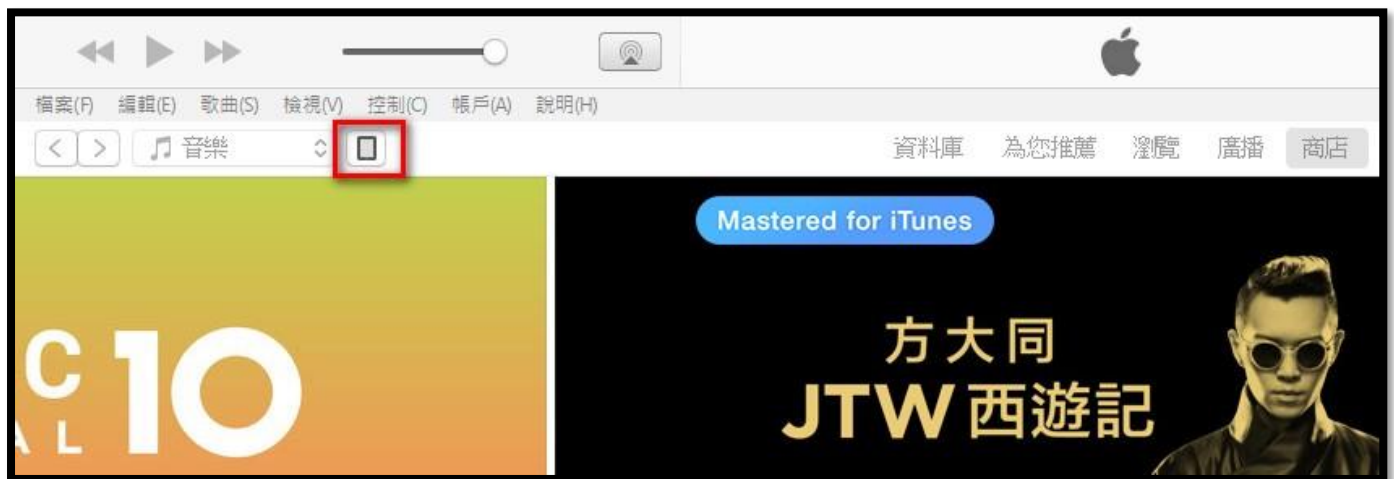 檔案(F) 編輯(E) 歌曲(S) 檢視(V) 控制(C) 帳戶(A) 說明(H)
音樂
資料庫 為您推薦 瀏覽 廣播 商店
C 10
AL
Mastered for iTunes
方大同
JTW 西遊記